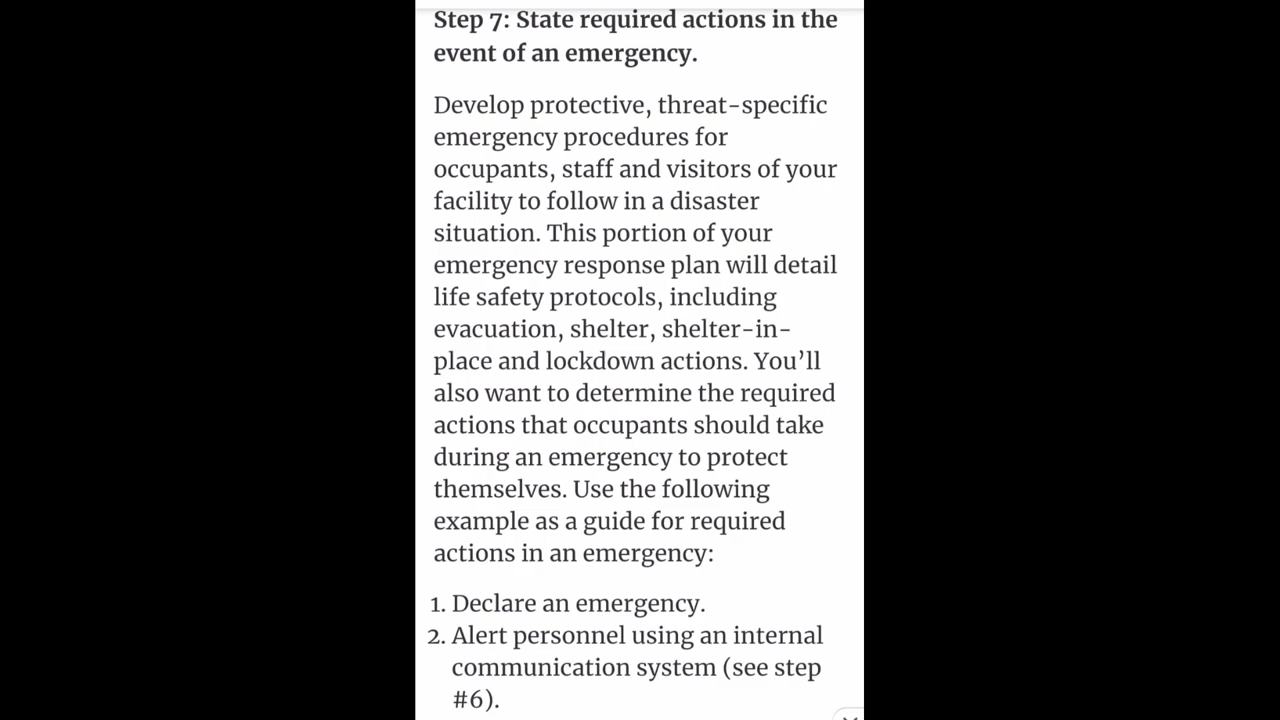 Step 7: State required actions in the
event of an emergency.
Develop protective, threat-specific
emergency procedures for
occupants, staff and visitors of your
facility to follow in a disaster
situation. This portion of your
emergency response plan will detail
life safety protocols, including
evacuation, shelter, shelter-in-
place and lockdown actions. You’ll
also want to determine the required
actions that occupants should take
during an emergency to protect
themselves. Use the following
example as a guide for required
actions in an emergency:
1. Declare an emergency.
2. Alert personnel using an internal
communication system (see step
#6).